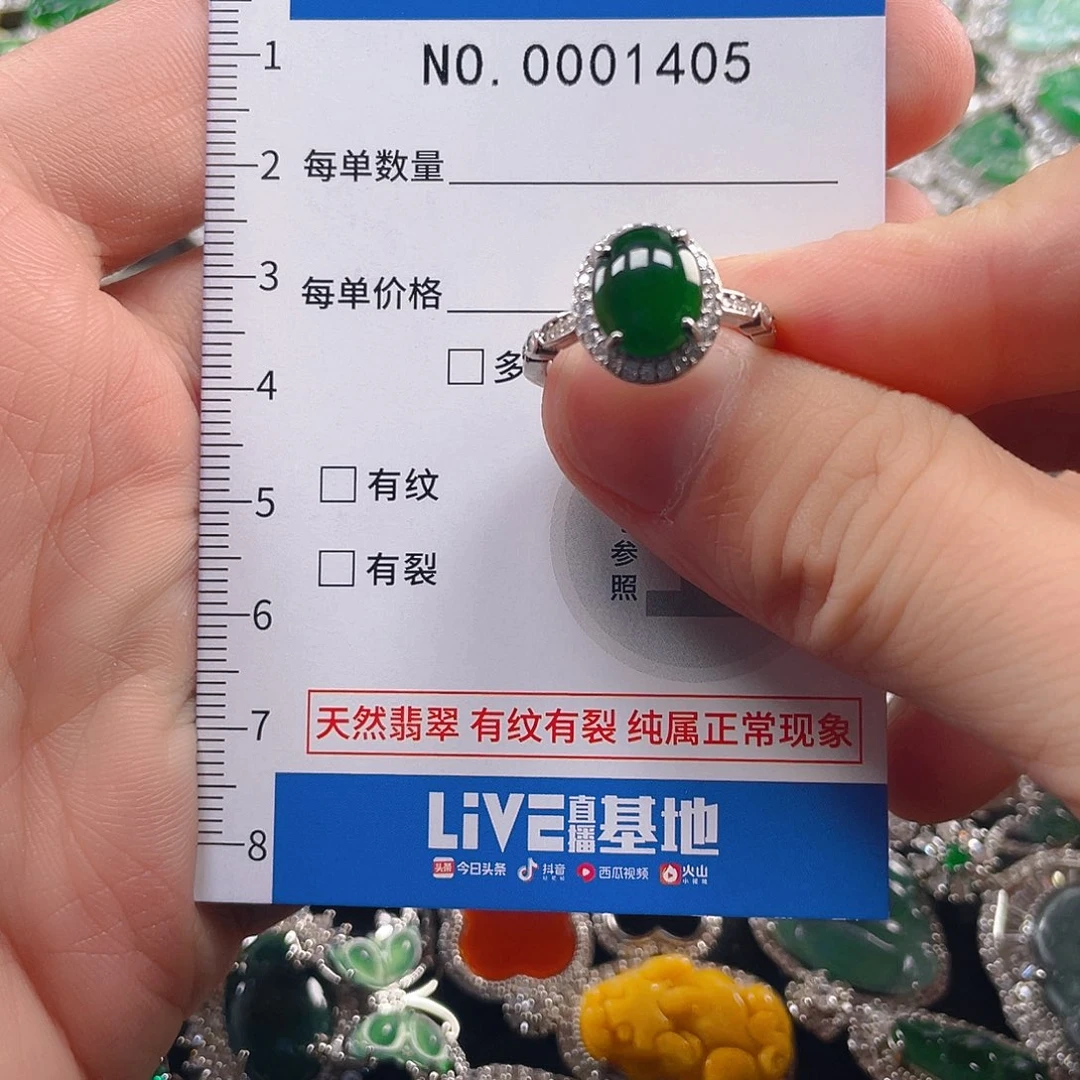 1
NO. 0001405
2
每单数量
3
每单价格
多
4
有纹
5
有裂
参
照
6
天然翡翠 有纹有裂 纯属正常现象
7
LiVE直播基地
8
头条 今日头条 抖音 西瓜视频 火山